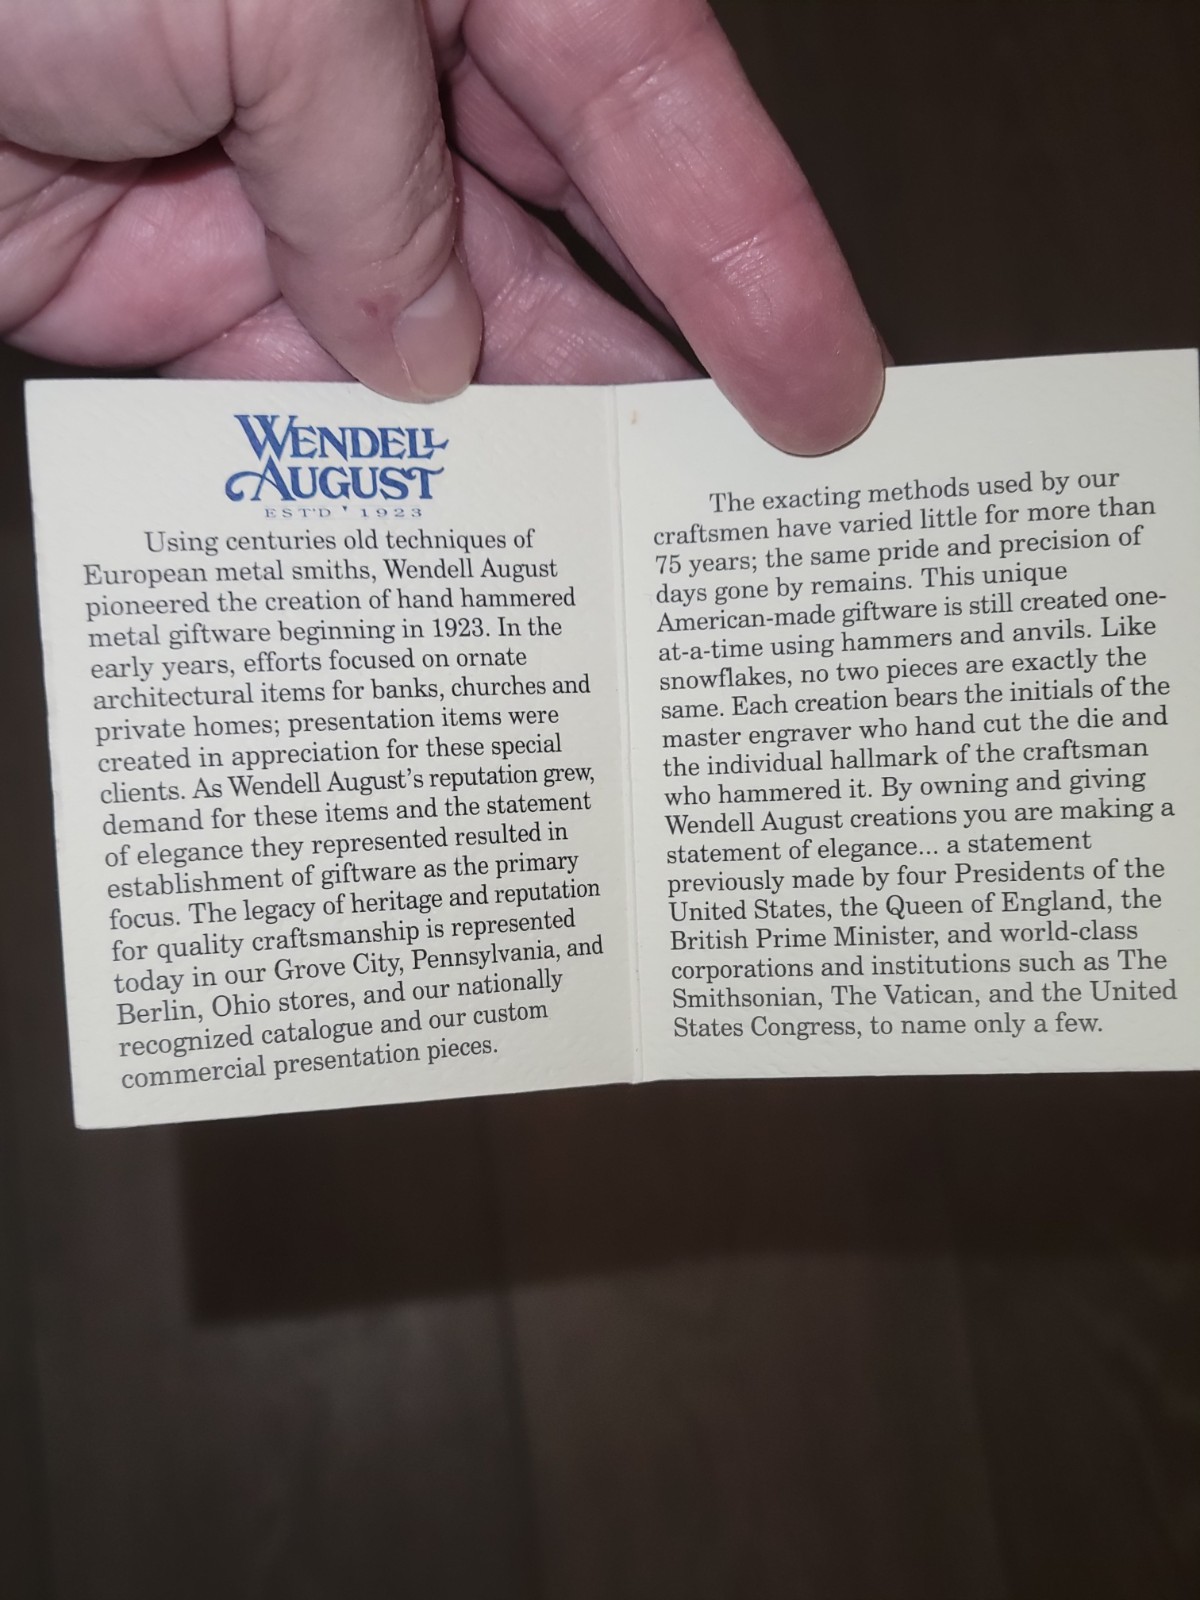 WENDELL
AUGUST
EST'D ' 1923
Using centuries old techniques of
European metal smiths, Wendell August
pioneered the creation of hand hammered
metal giftware beginning in 1923. In the
early years, efforts focused on ornate
architectural items for banks, churches and
private homes; presentation items were
created in appreciation for these special
clients. As Wendell August's reputation grew,
demand for these items and the statement
of elegance they represented resulted in
establishment of giftware as the primary
focus. The legacy of heritage and reputation
for quality craftsmanship is represented
today in our Grove City, Pennsylvania, and
Berlin, Ohio stores, and our nationally
recognized catalogue and our custom
commercial presentation pieces.
The exacting methods used by our
craftsmen have varied little for more than
75 years; the same pride and precision of
days gone by remains. This unique
American-made giftware is still created one-
at-a-time using hammers and anvils. Like
snowflakes, no two pieces are exactly the
same. Each creation bears the initials of the
master engraver who hand cut the die and
the individual hallmark of the craftsman
who hammered it. By owning and giving
Wendell August creations you are making a
statement of elegance... a statement
previously made by four Presidents of the
United States, the Queen of England, the
British Prime Minister, and world-class
corporations and institutions such as The
Smithsonian, The Vatican, and the United
States Congress, to name only a few.